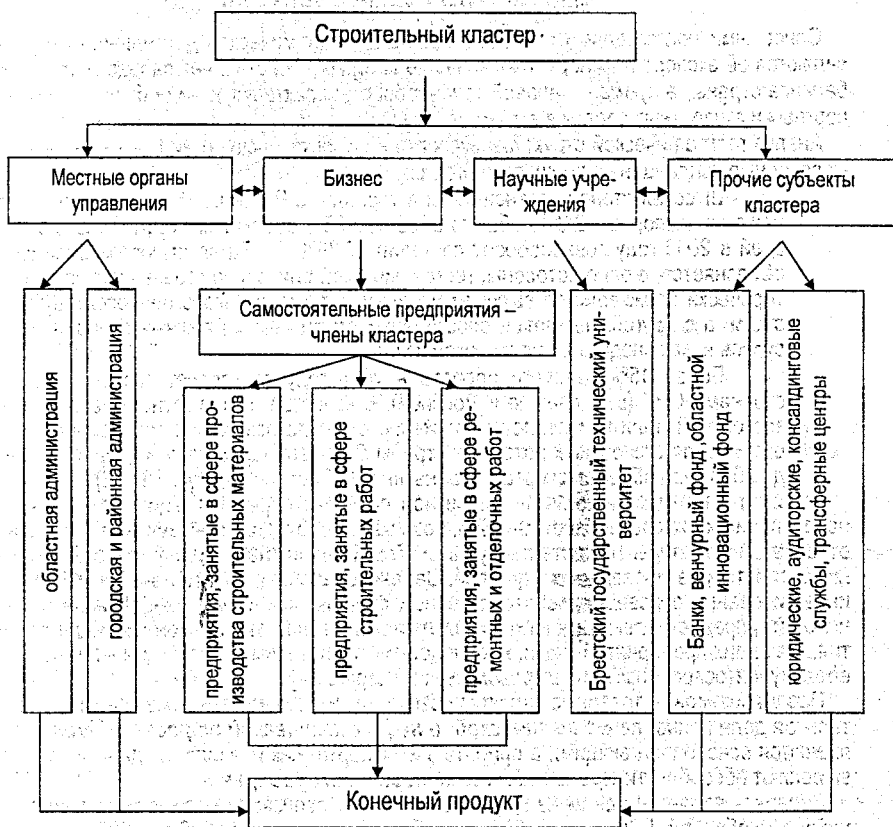 Строительный кластер
Местные органы
управления
Бизнес
Научные учре-
ждения
Прочие субъекты
кластера
Самостоятельные предприятия –
члены кластера
областная администрация
городская и районная администрация
предприятия, занятые в сфере про-
изводства строительных материалов
предприятия, занятые в сфере
строительных работ
предприятия, занятые в сфере ре-
монтных и отделочных работ
Брестский государственный технический уни-
верситет
Банки, венчурный фонд ,областной
инновационный фонд
юридические, аудиторские, консалдинговые
службы, трансферные центры
Конечный продукт